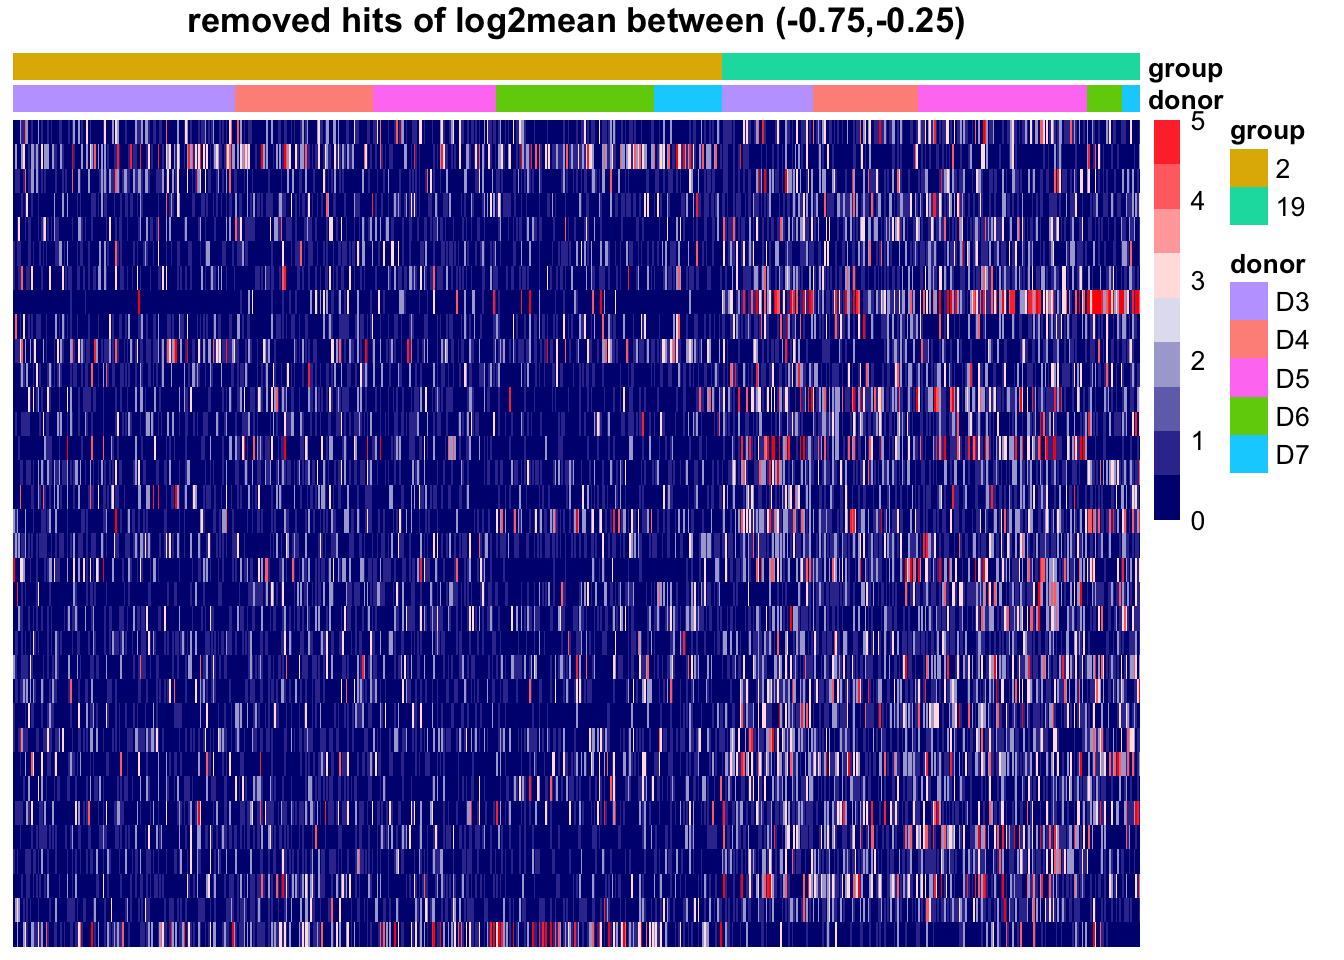 removed hits of log2mean between (-0.75,-0.25)
group
donor
5
4
3
2
1
0
group
2
19
donor
D3
D4
D5
D6
D7